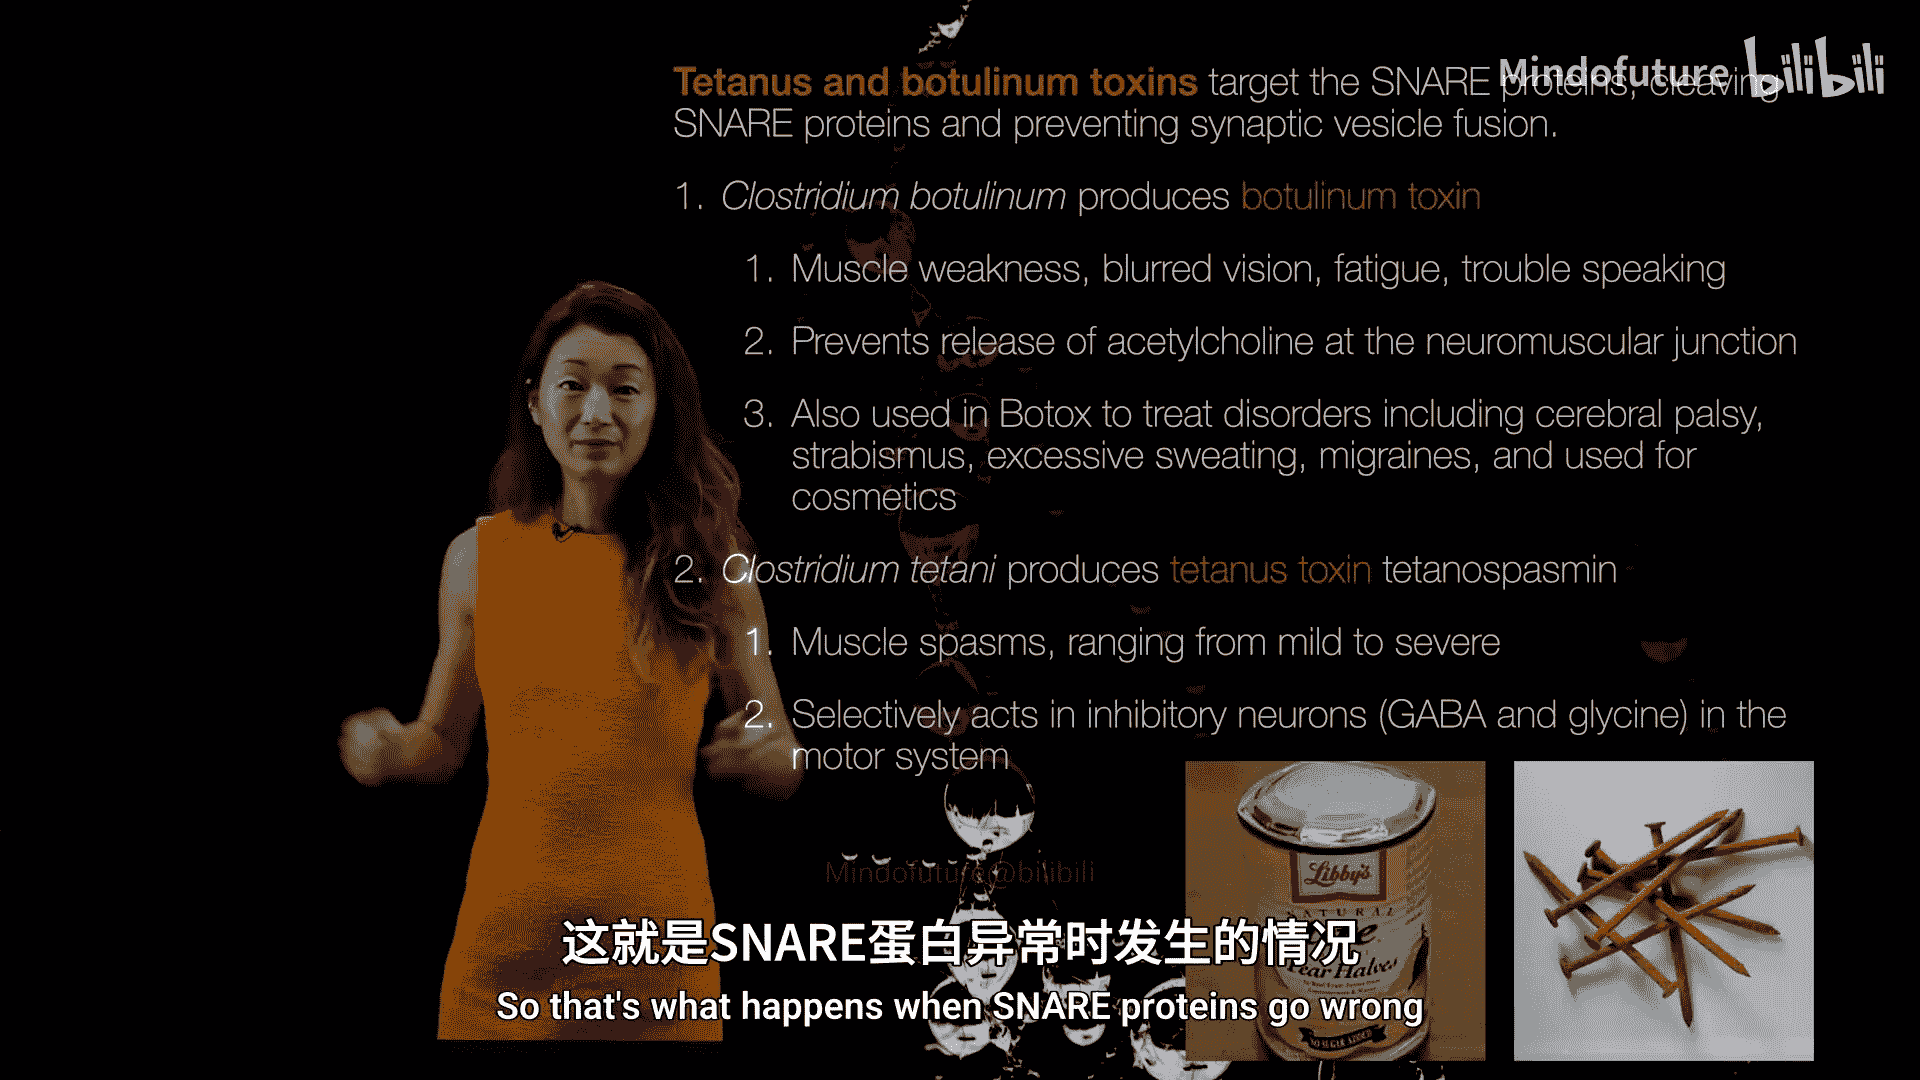 Mindofuture bilibili
Tetanus and botulinum toxins target the SNARE proteins, cleaving
SNARE proteins and preventing synaptic vesicle fusion.
1. Clostridium botulinum produces botulinum toxin
1. Muscle weakness, blurred vision, fatigue, trouble speaking
2. Prevents release of acetylcholine at the neuromuscular junction
3. Also used in Botox to treat disorders including cerebral palsy,
strabismus, excessive sweating, migraines, and used for
cosmetics
2. Clostridium tetani produces tetanus toxin tetanospasmin
1. Muscle spasms, ranging from mild to severe
2. Selectively acts in inhibitory neurons (GABA and glycine) in the
motor system
Mindofuture@bilibili
Libby's
NATURAL
Pear Halves
这就是SNARE蛋白异常时发生的情况
So that's what happens when SNARE proteins go wrong